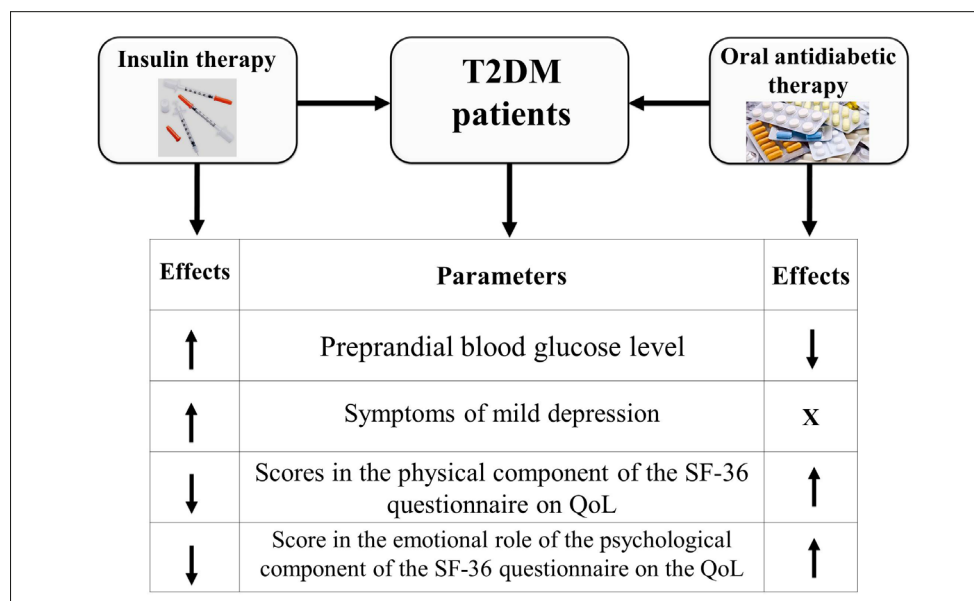 Insulin therapy
T2DM
patients
Oral antidiabetic
therapy
Effects
Parameters
Effects
↑
Preprandial blood glucose level
↓
↑
Symptoms of mild depression
X
↓
Scores in the physical component of the SF-36
questionnaire on QoL
↑
↓
Score in the emotional role of the psychological
component of the SF-36 questionnaire on the QoL
↑